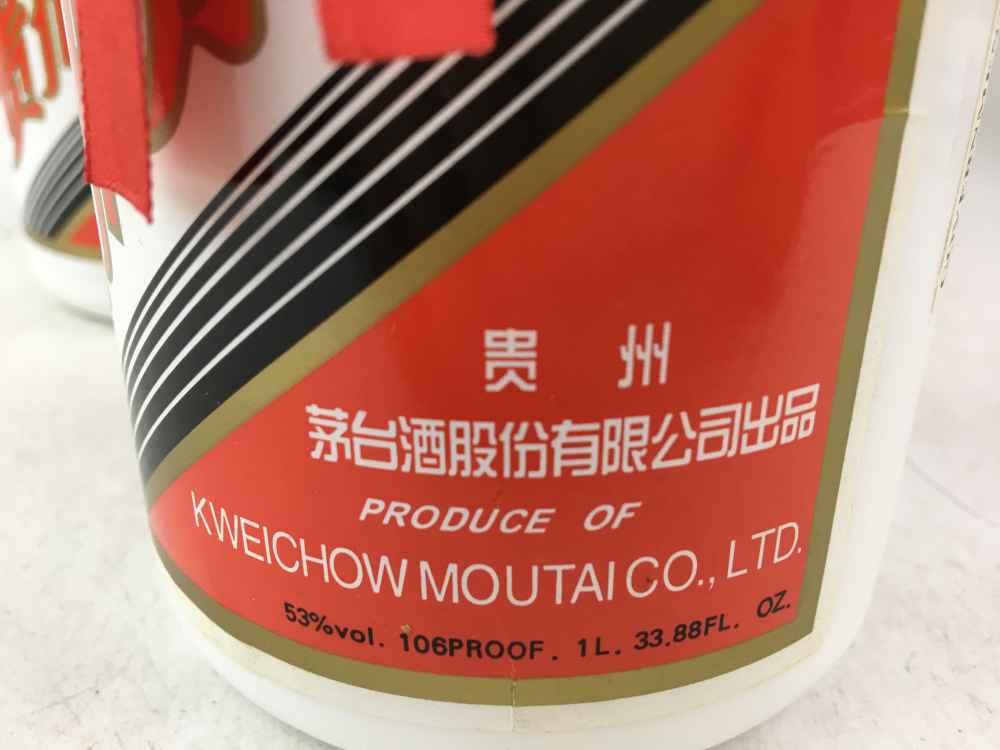 贵州
茅台酒股份有限公司出品
PRODUCE OF
KWEICHOW MOUTAI CO., LTD.
53%vol. 106PROOF. 1L. 33.88FL. OZ.